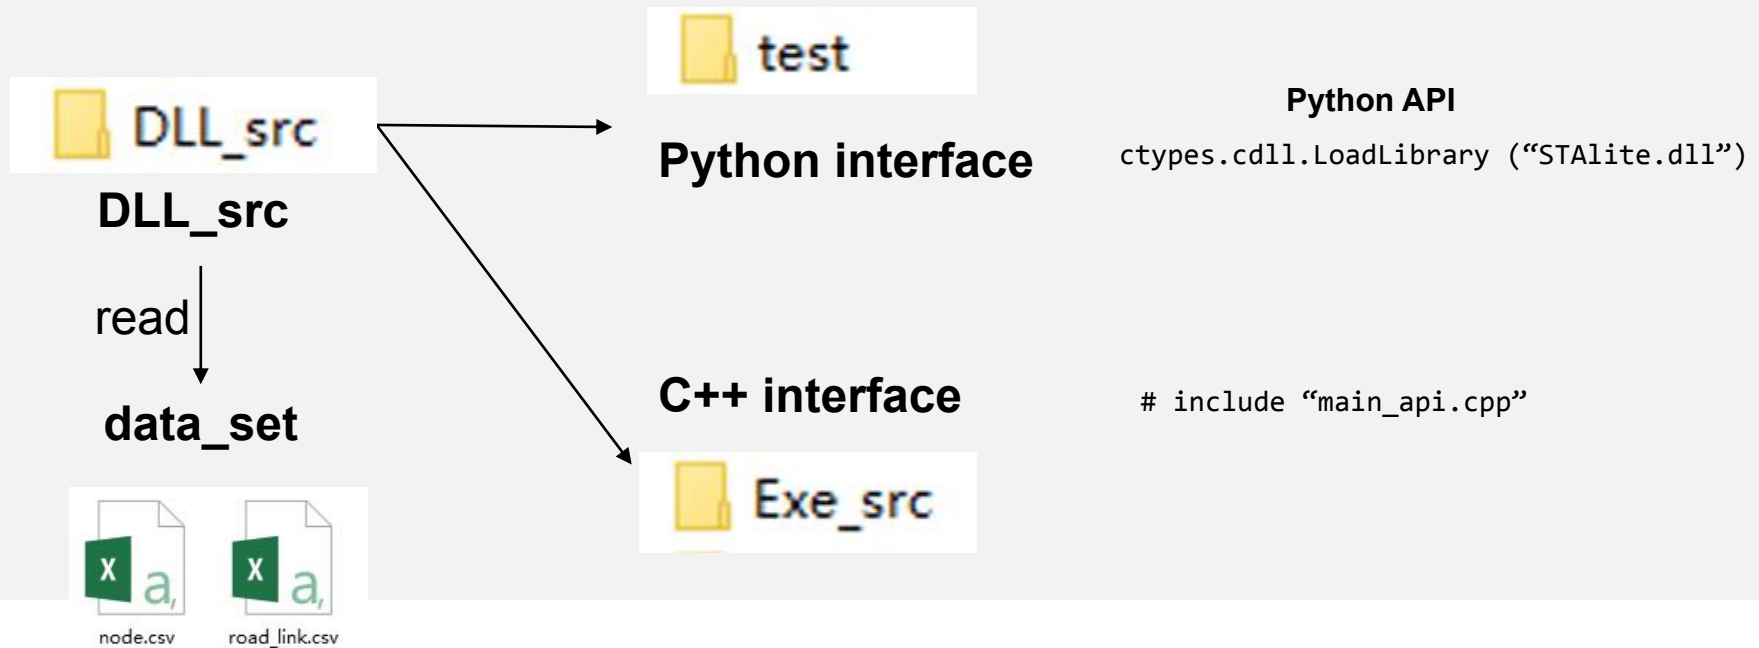 test
DLL_src
Python API
Python interface
ctypes.cdll.LoadLibrary (“STAlite.dll”)
DLL_src
read
C++ interface
# include “main_api.cpp”
data_set
Exe_src
X a,
X a,
node.csv
road_link.csv